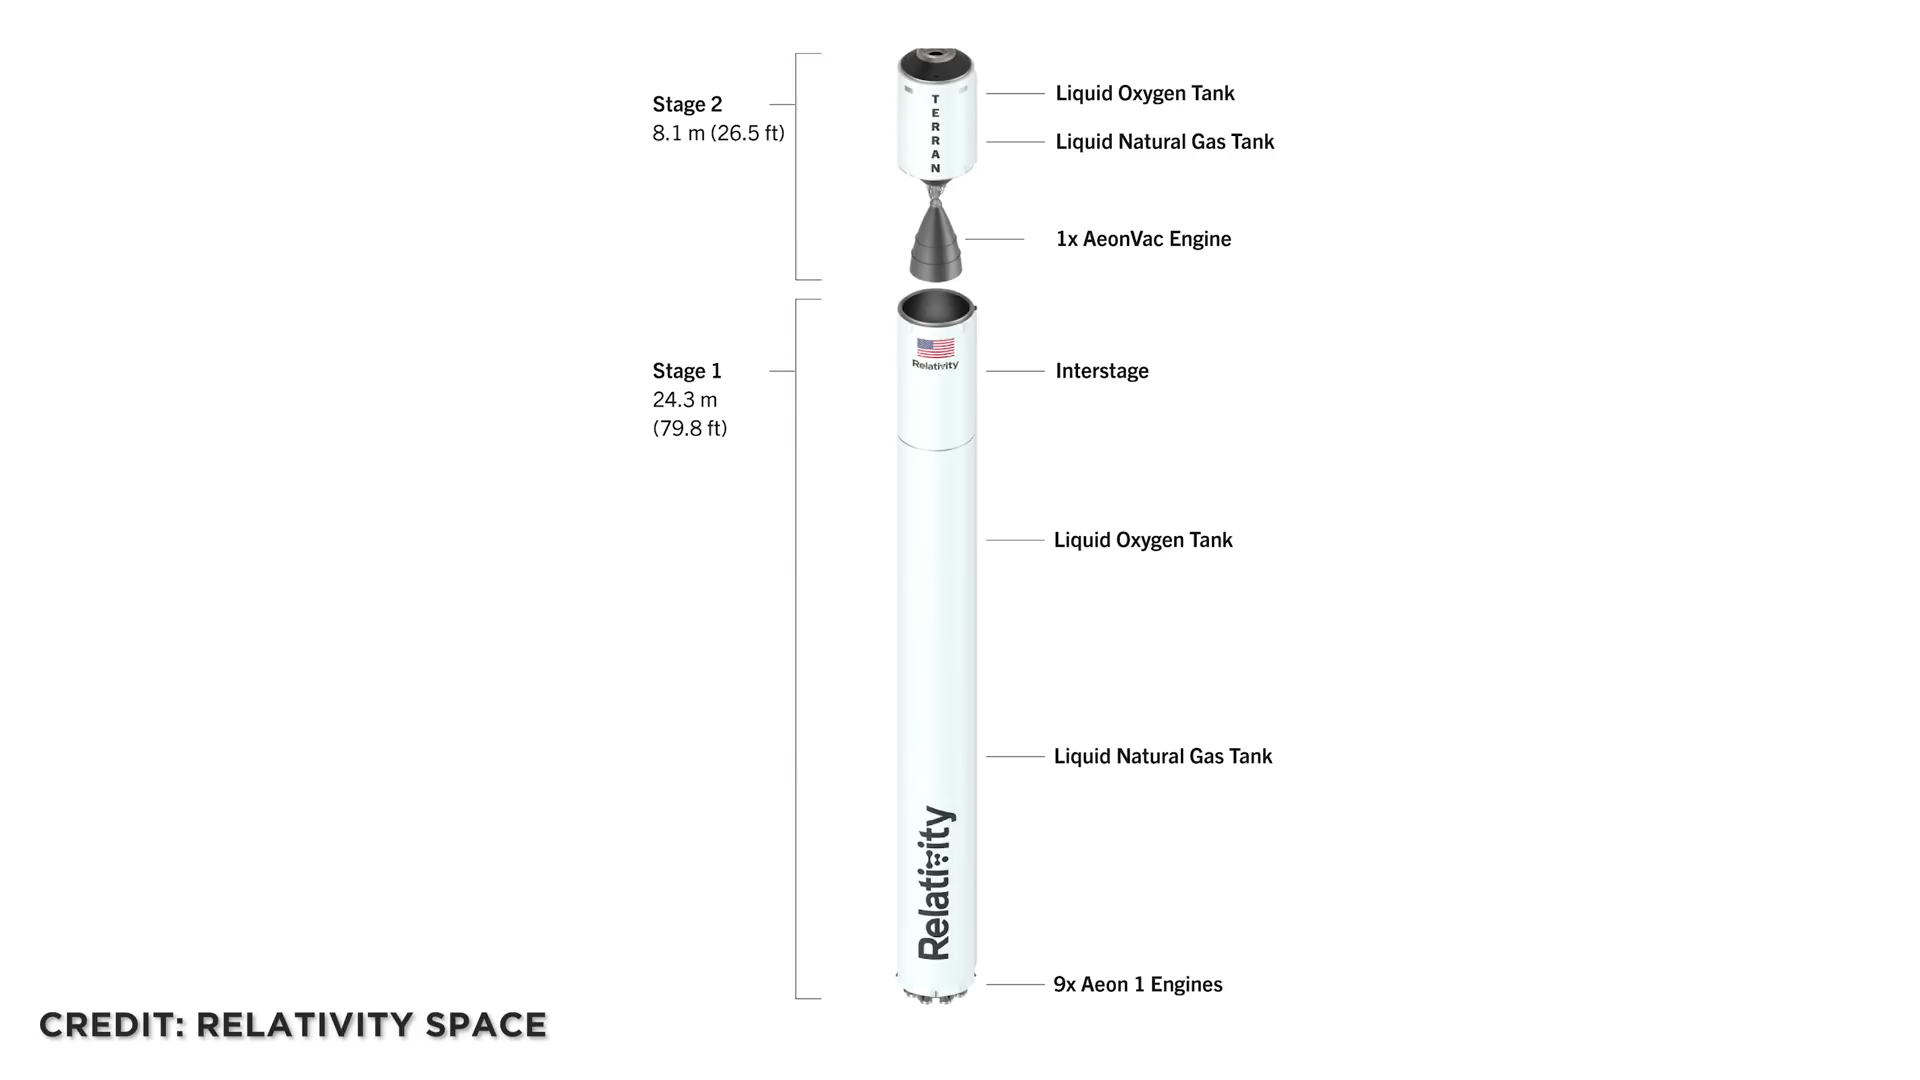 Stage 2
8.1 m (26.5 ft)
TERRAN
Liquid Oxygen Tank
Liquid Natural Gas Tank
1x AeonVac Engine
Stage 1
24.3 m
(79.8 ft)
Relativity
Interstage
Liquid Oxygen Tank
Liquid Natural Gas Tank
Relativity
9x Aeon 1 Engines
CREDIT: RELATIVITY SPACE